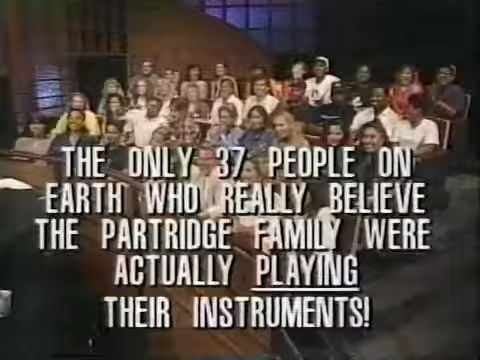 THE ONLY 37 PEOPLE ON
EARTH WHO REALLY BELIEVE
THE PARTRIDGE FAMILY WERE
ACTUALLY PLAYING
THEIR INSTRUMENTS!